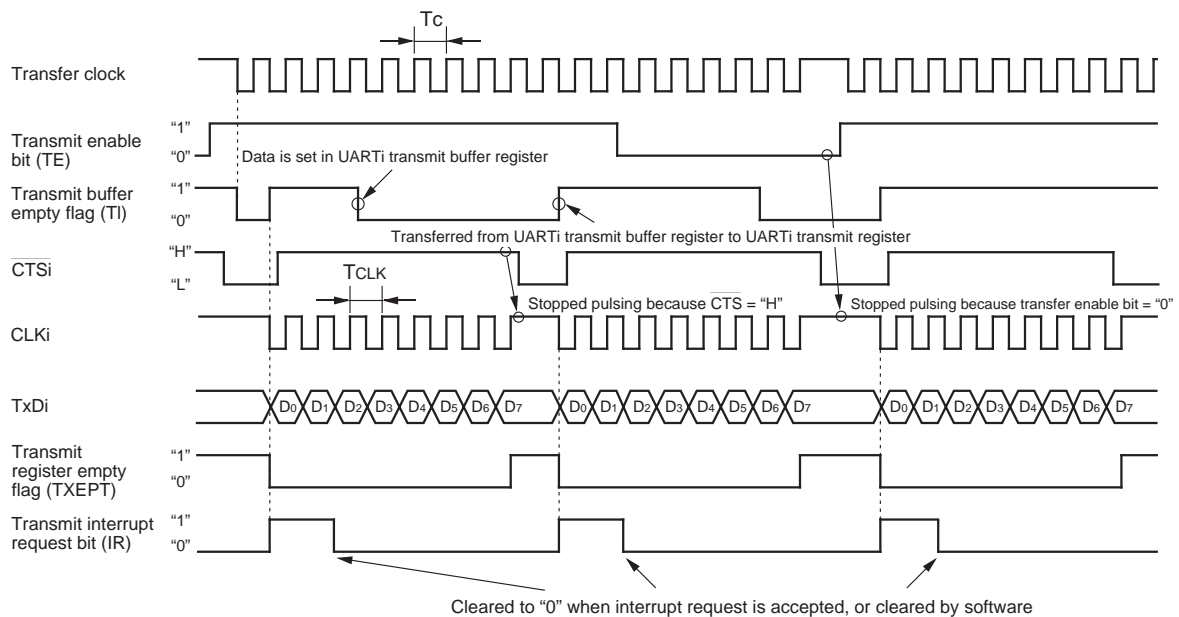 Tc
Transfer clock
Transmit enable
bit (TE)
“1”
“0”
Data is set in UARTi transmit buffer register
Transmit buffer
empty flag (TI)
“1”
“0”
Transferred from UARTi transmit buffer register to UARTi transmit register
CTSi
“H”
“L”
TCLK
Stopped pulsing because CTS = “H”
Stopped pulsing because transfer enable bit = “0”
CLKi
TxDi
D0 D1 D2 D3 D4 D5 D6 D7 D0 D1 D2 D3 D4 D5 D6 D7 D0 D1 D2 D3 D4 D5 D6 D7
Transmit
register empty
flag (TXEPT)
“1”
“0”
Transmit interrupt
request bit (IR)
“1”
“0”
Cleared to “0” when interrupt request is accepted, or cleared by software